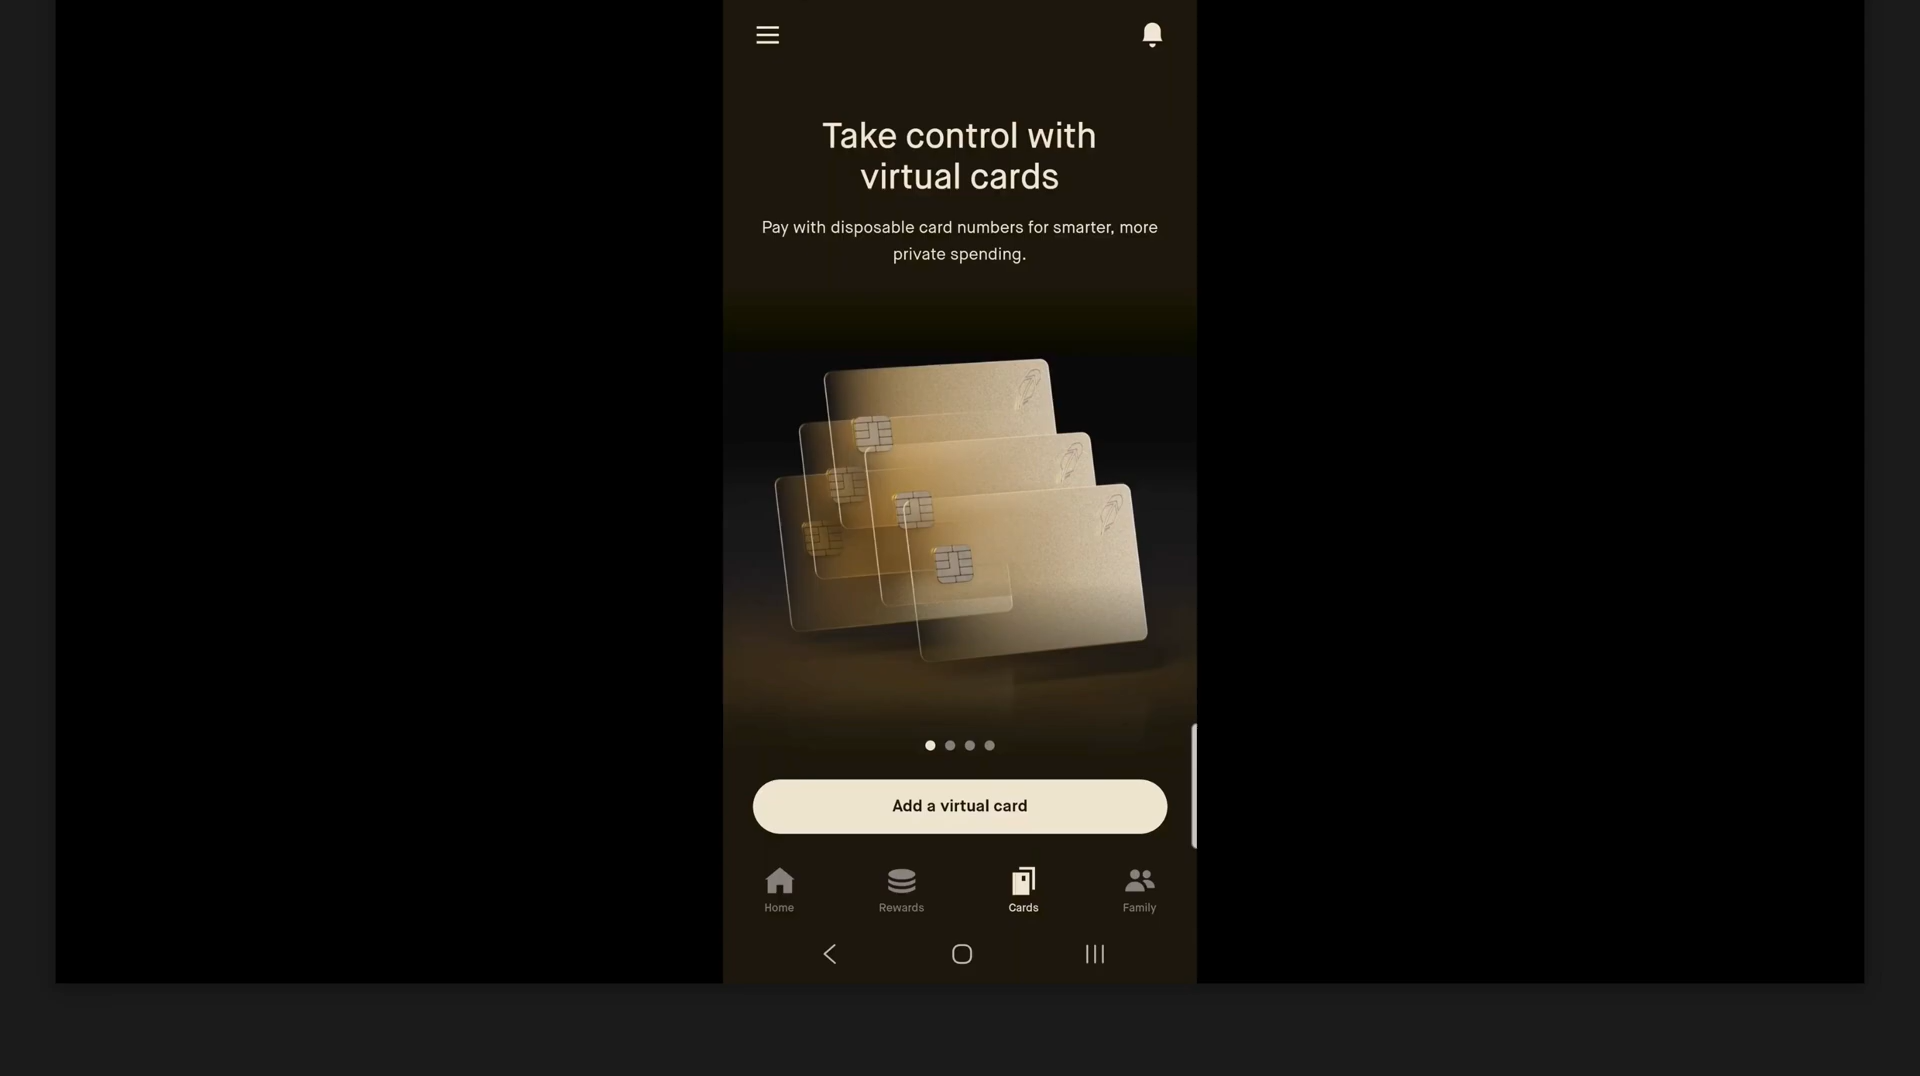 Take control with
virtual cards
Pay with disposable card numbers for smarter, more
private spending.
Add a virtual card
Home
Rewards
Cards
Family